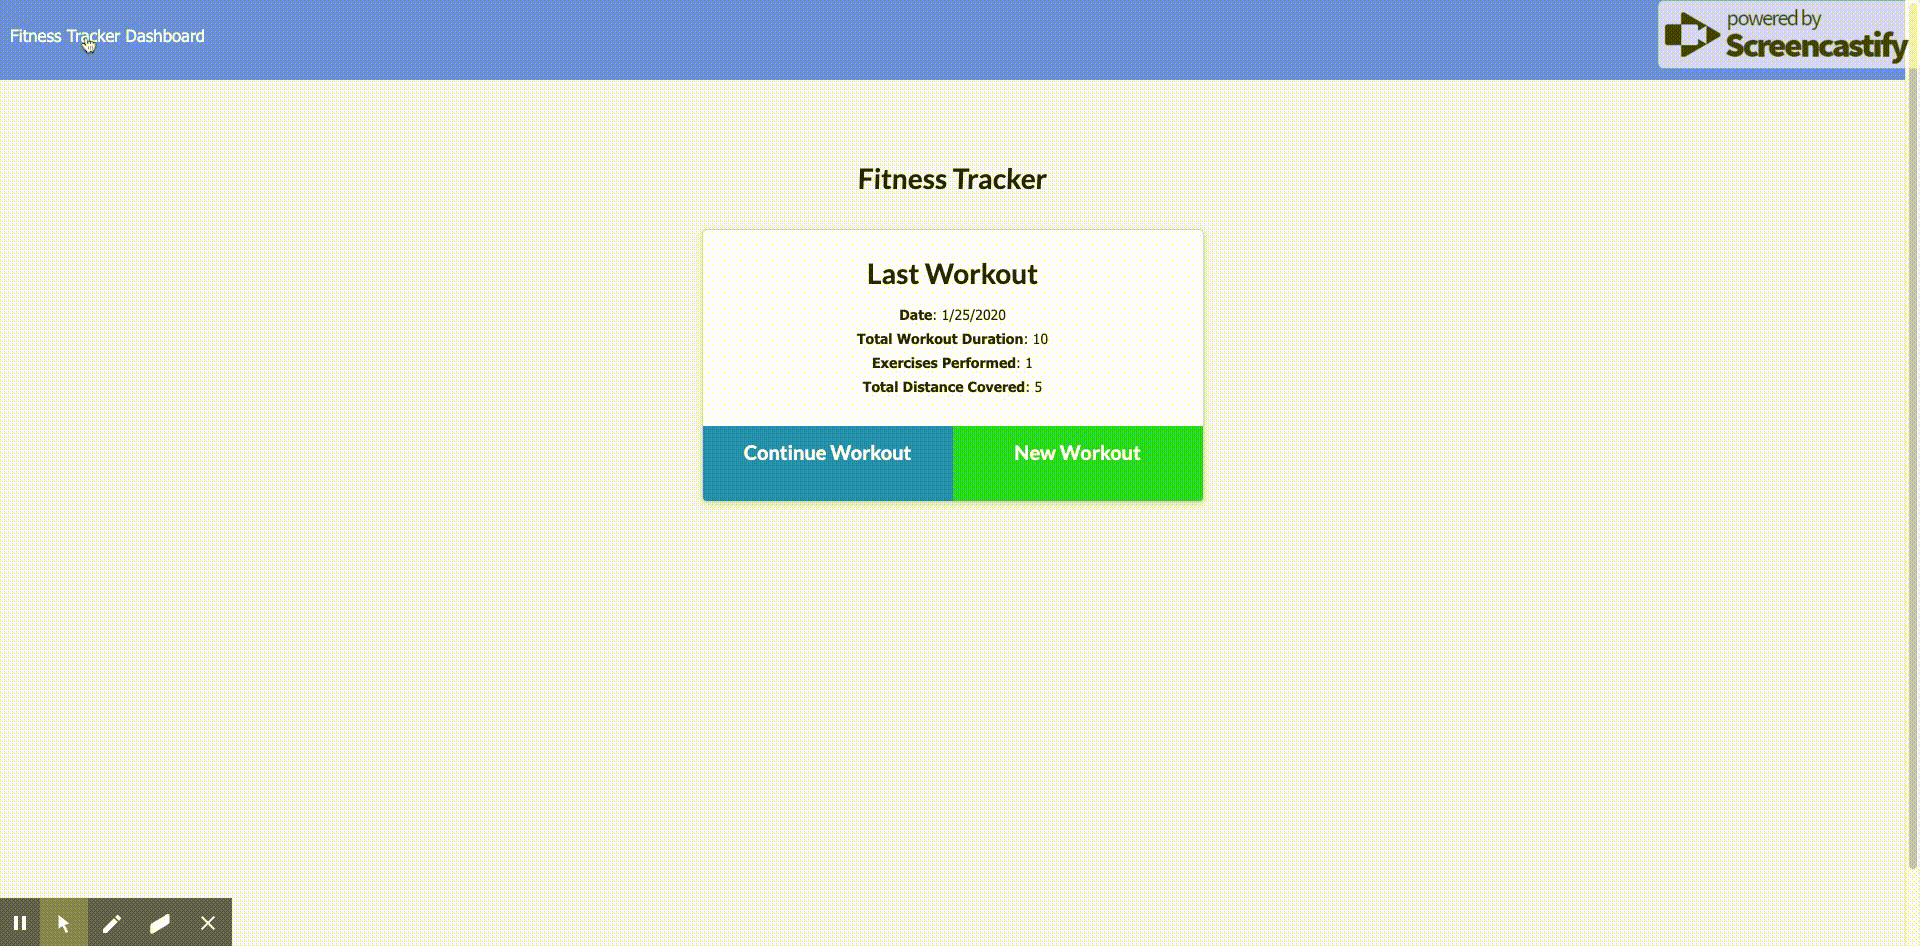 Fitness Tracker Dashboard
powered by
Screencastify
Fitness Tracker
Last Workout
Date: 1/25/2020
Total Workout Duration: 10
Exercises Performed: 1
Total Distance Covered: 5
Continue Workout
New Workout